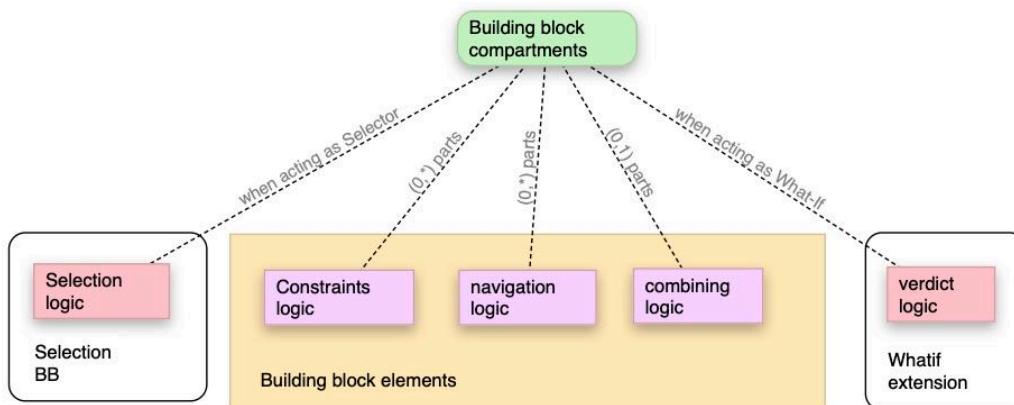 Building block
compartments
when acting as Selector
(0,*) parts
(0,*) parts
(0,1) parts
when acting as What-If
Selection
logic
Constraints
logic
navigation
logic
combining
logic
verdict
logic
Selection
BB
Building block elements
Whatif
extension